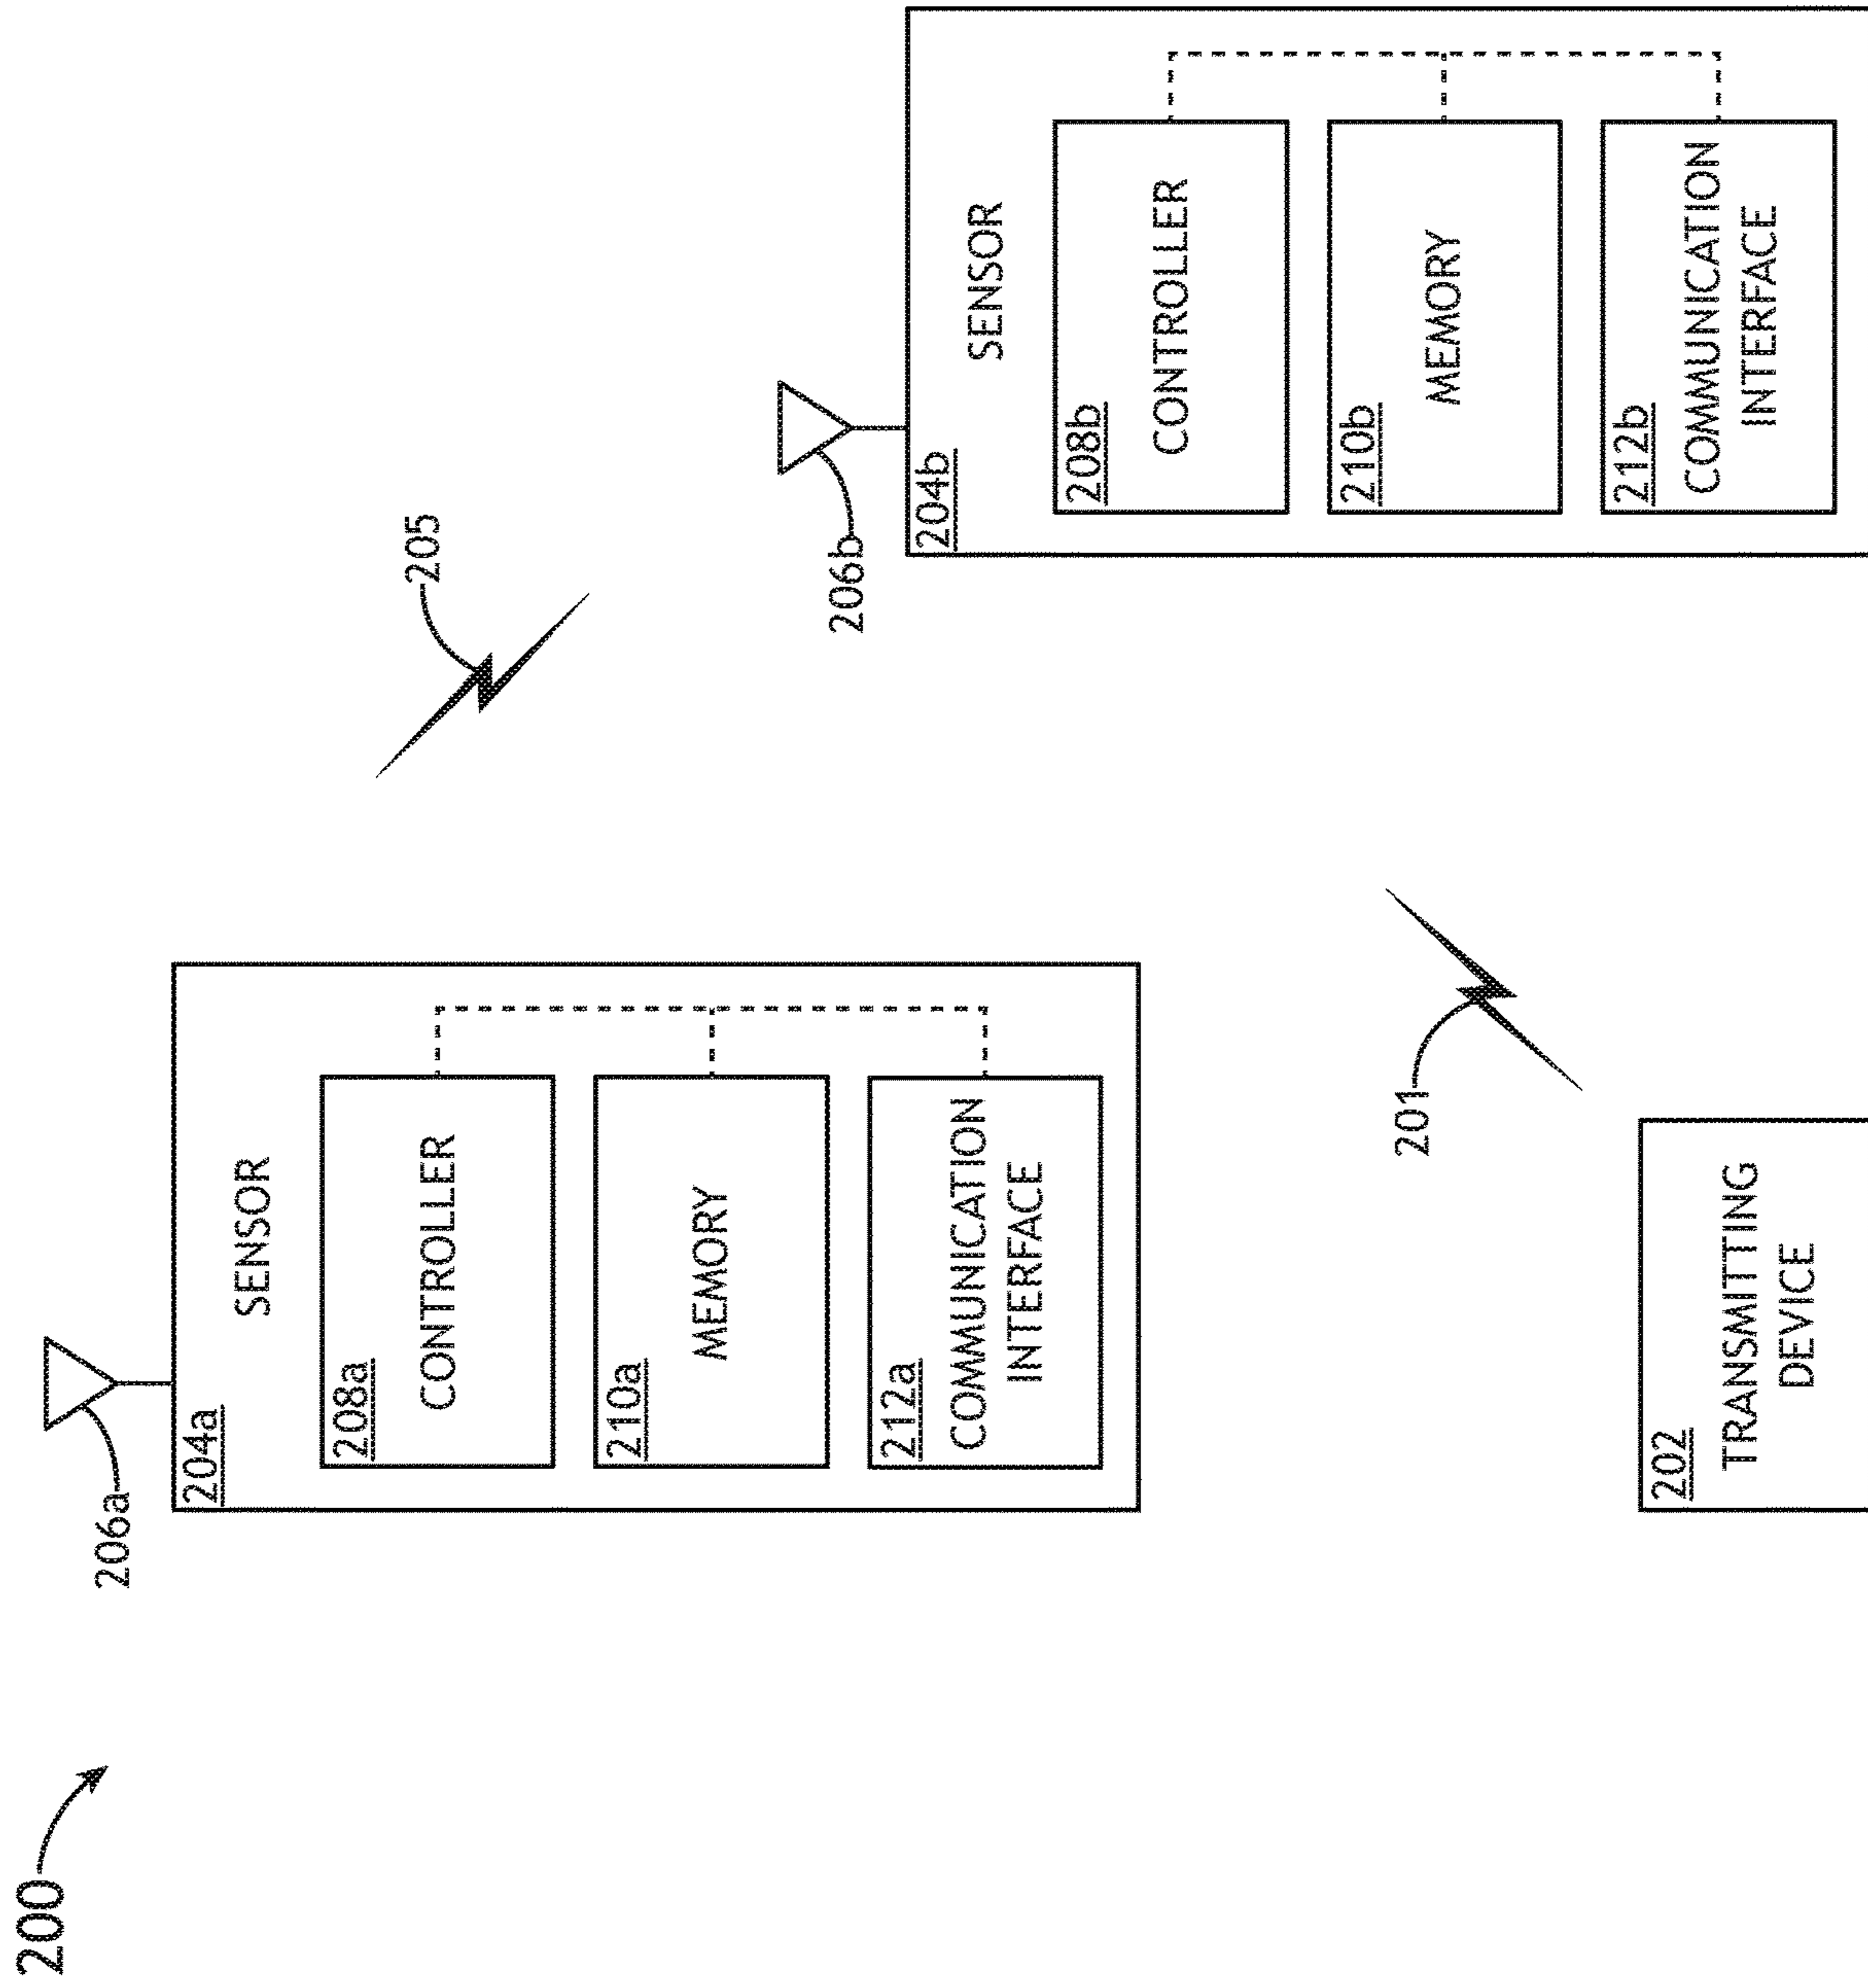 200
206a
204a
SENSOR
208a
CONTROLLER
210a
MEMORY
212a
COMMUNICATION
INTERFACE
205
206b
204b
SENSOR
208b
CONTROLLER
210b
MEMORY
212b
COMMUNICATION
INTERFACE
201
202
TRANSMITTING
DEVICE